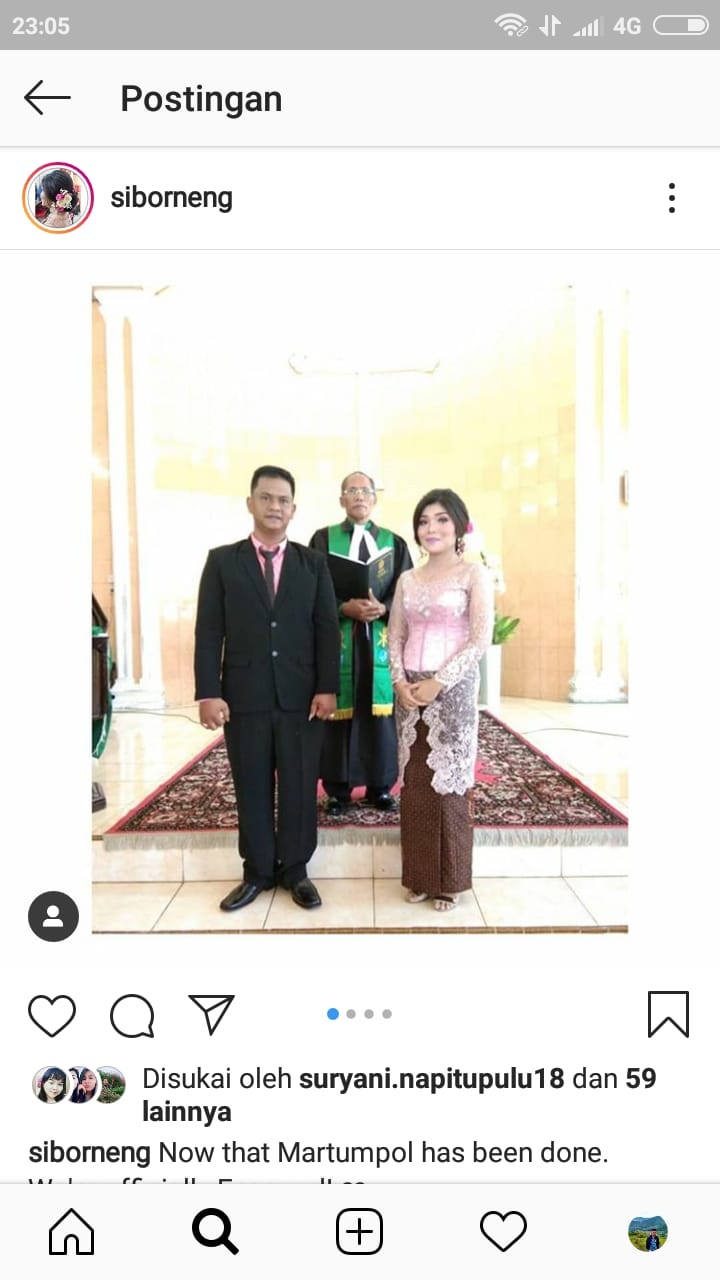 23:05
4G
Postingan
siborneng
Disukai oleh suryani.napitupulu18 dan 59
lainnya
siborneng Now that Martumpol has been done.